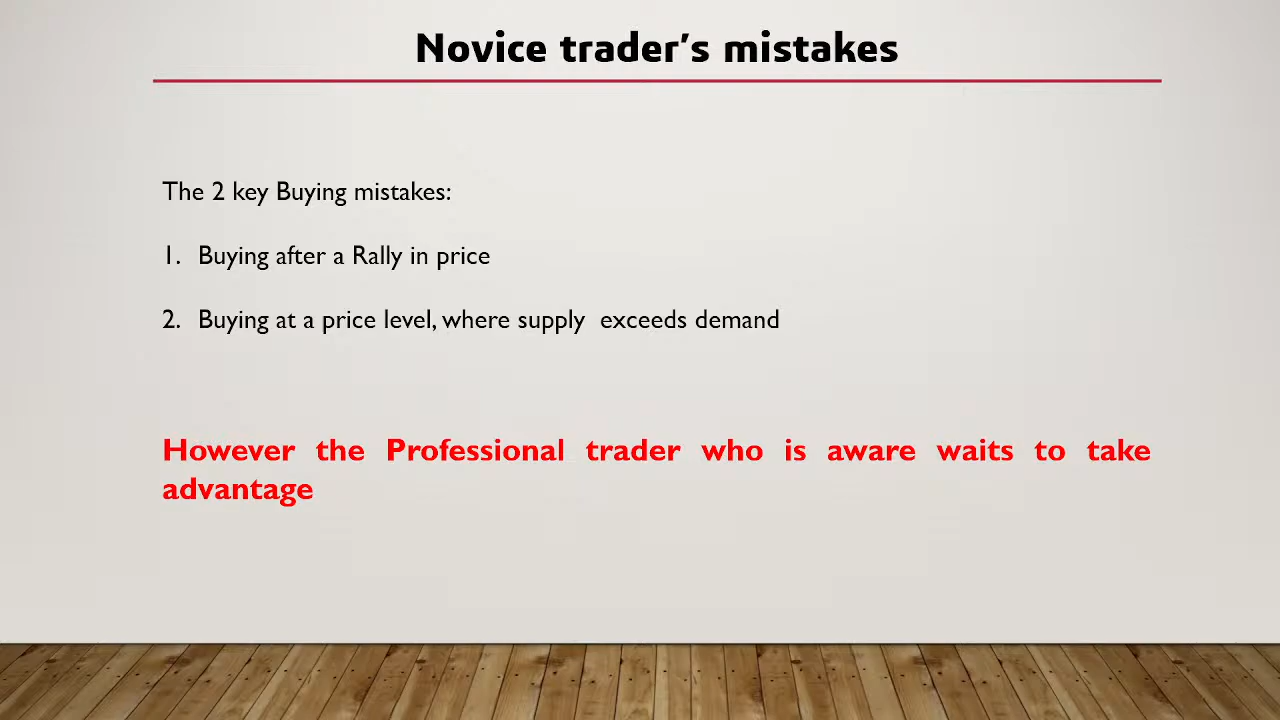 Novice trader's mistakes
The 2 key Buying mistakes:
1. Buying after a Rally in price
2. Buying at a price level, where supply exceeds demand
However the Professional trader who is aware waits to take
advantage